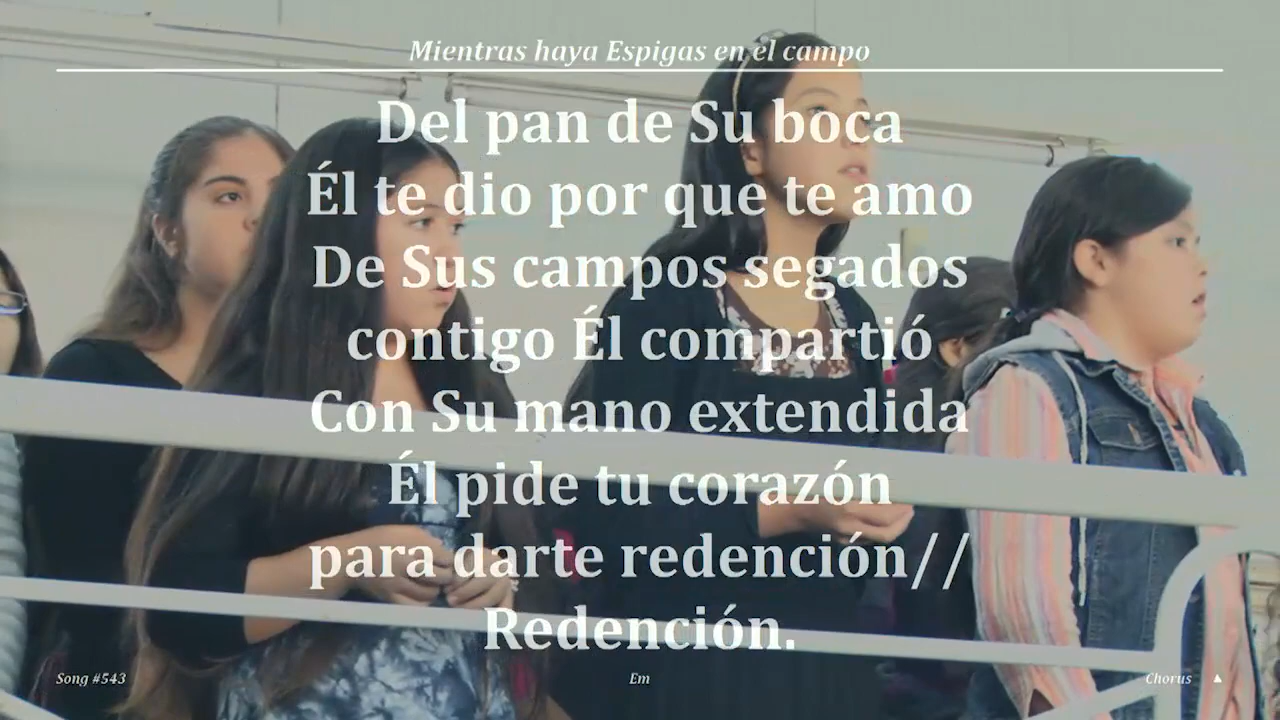 Mientras haya Espigas en el campo
Del pan de Su boca
Él te dio por que te amo
De Sus campos segados
contigo Él compartió
Con Su mano extendida
Él pide tu corazón
para darte redención//
Redención.
Song #543
Em
Chorus ▲